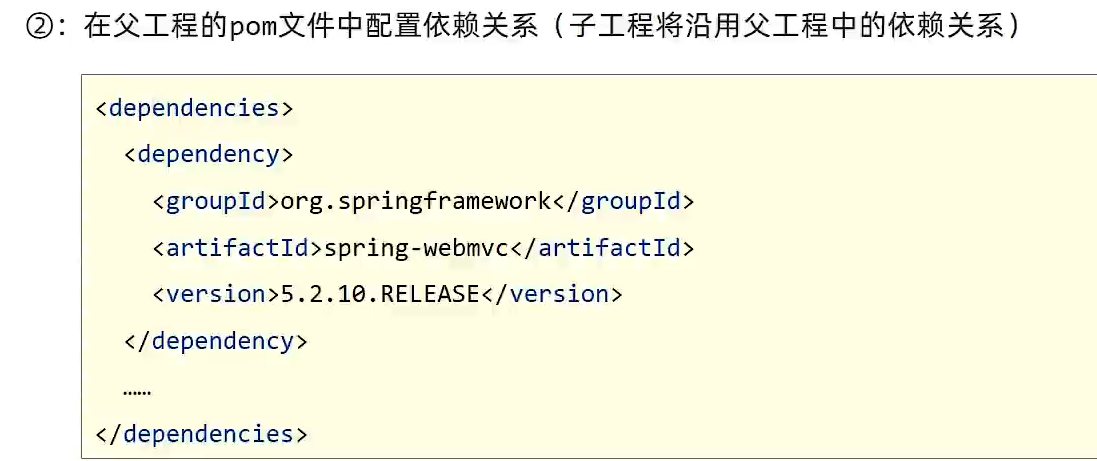 ②：在父工程的pom文件中配置依赖关系（子工程将沿用父工程中的依赖关系）
<dependencies>
<dependency>
<groupId>org.springframework</groupId>
<artifactId>spring-webmvc</artifactId>
<version>5.2.10.RELEASE</version>
</dependency>
……
</dependencies>